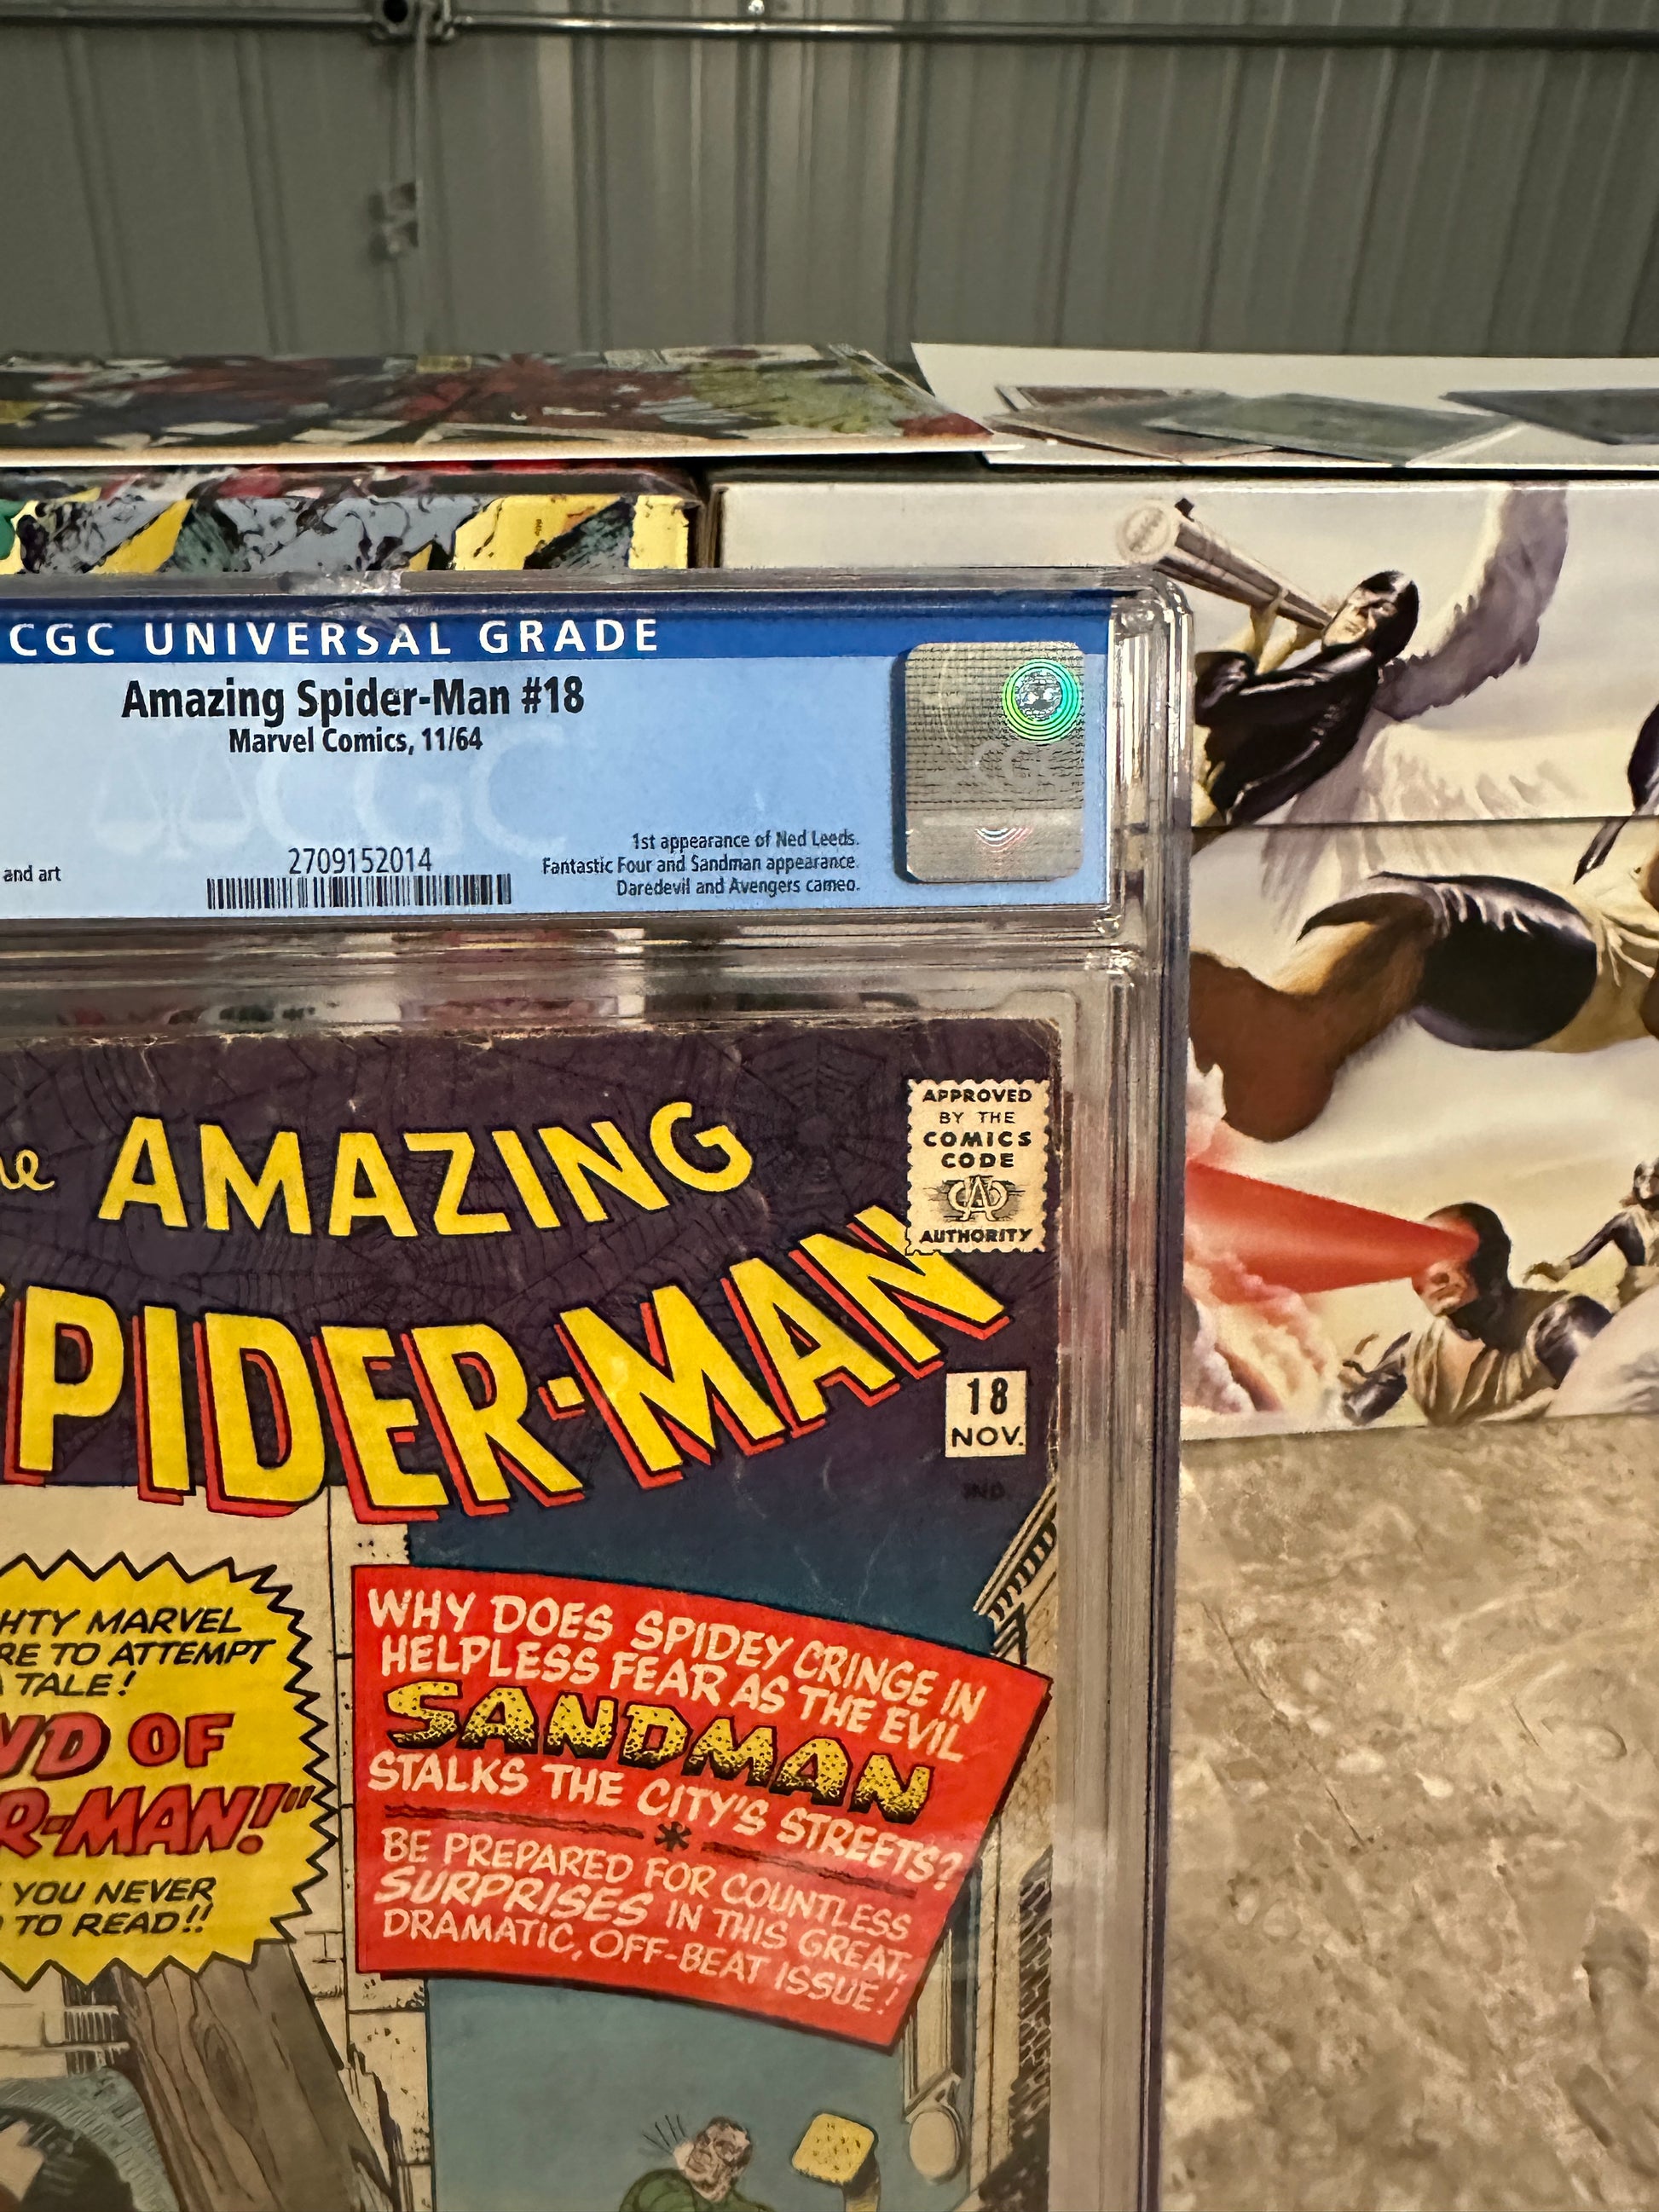 CGC UNIVERSAL GRADE
Amazing Spider-Man #18
Marvel Comics, 11/64
CGC
and art
2709152014
1st appearance of Ned Leeds.
Fantastic Four and Sandman appearance.
Daredevil and Avengers cameo.
AMAZING
PIDER-MAN
APPROVED
BY THE
COMICS
CODE
CA
AUTHORITY
18
NOV.
IND.
HTY MARVEL
RE TO ATTEMPT
TALE!
ND OF
R-MAN!"
YOU NEVER
TO READ!!
WHY DOES SPIDEY CRINGE IN
HELPLESS FEAR AS THE EVIL
SANDMAN
STALKS THE CITY'S STREETS?
*
BE PREPARED FOR COUNTLESS
SURPRISES IN THIS GREAT,
DRAMATIC, OFF-BEAT ISSUE!